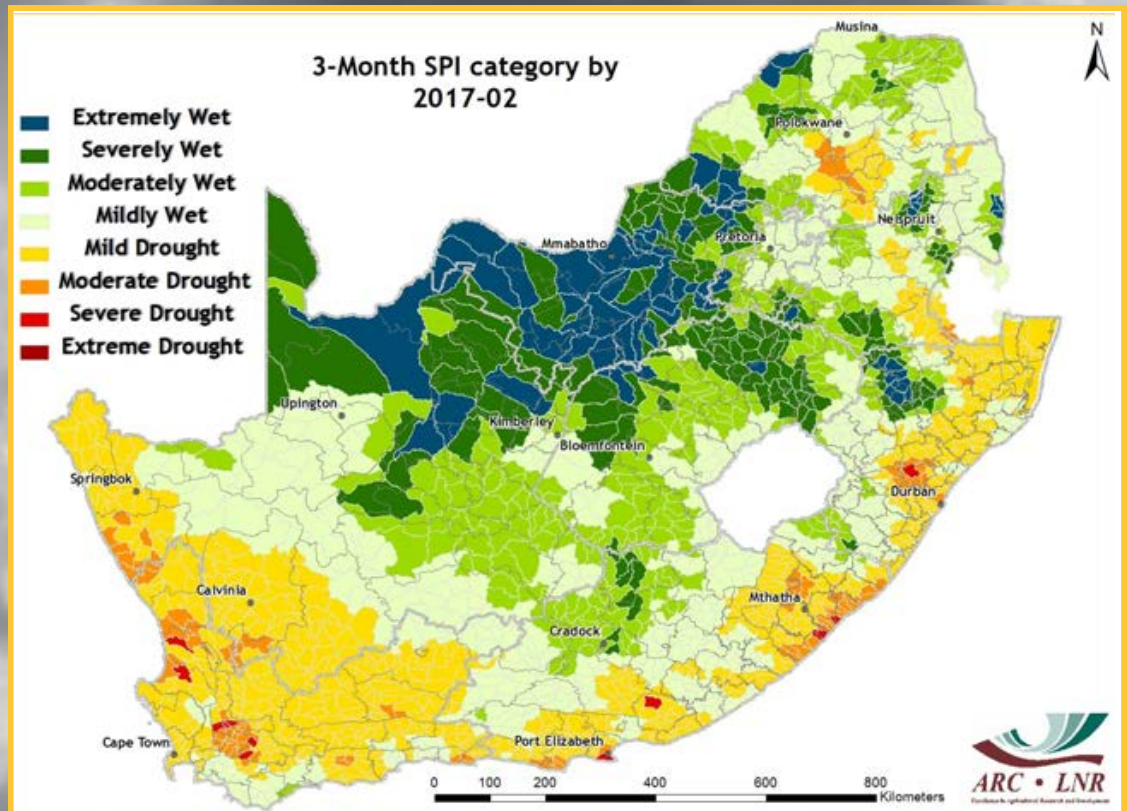 3-Month SPI category by
2017-02
N
Extremely Wet
Severely Wet
Moderately Wet
Mildly Wet
Mild Drought
Moderate Drought
Severe Drought
Extreme Drought
Musina
Polokwane
Nelspruit
Pretoria
Mmabatho
Upington
Kimberley
Bloemfontein
Springbok
Durban
Calvinia
Mthatha
Cradock
Cape Town
Port Elizabeth
0 100 200 400 600 800
Kilometers
ARC • LNR